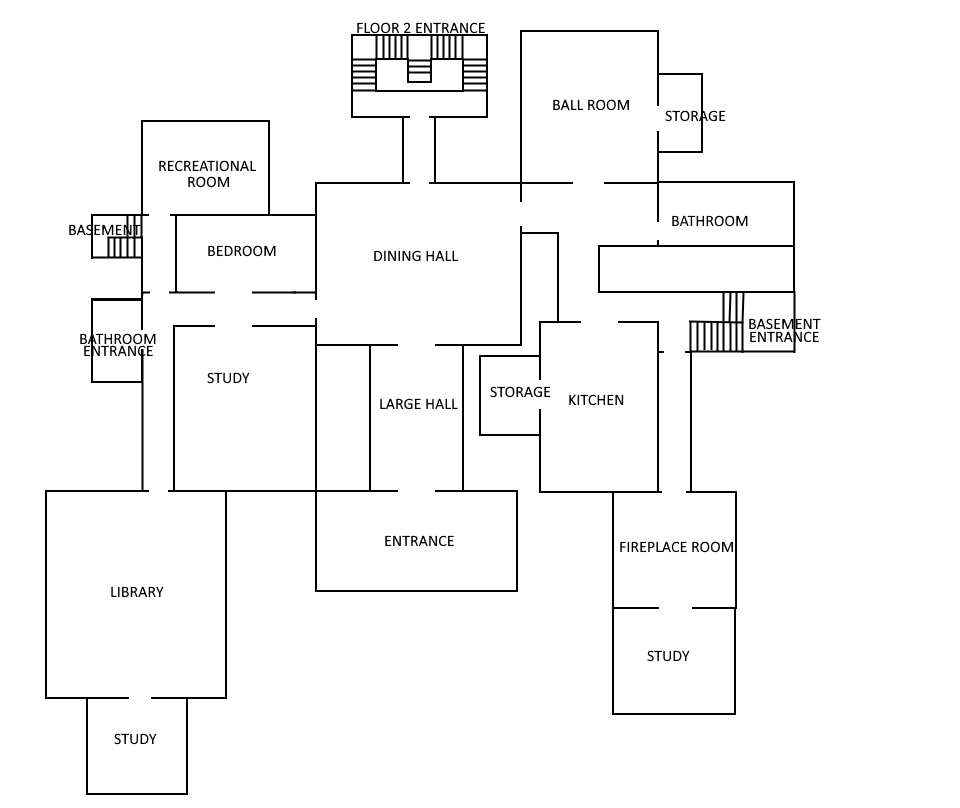 FLOOR 2 ENTRANCE
BALL ROOM
STORAGE
RECREATIONAL
ROOM
BASEMENT
BEDROOM
DINING HALL
BATHROOM
BATHROOM
ENTRANCE
BASEMENT
ENTRANCE
STUDY
LARGE HALL
STORAGE
KITCHEN
ENTRANCE
FIREPLACE ROOM
LIBRARY
STUDY
STUDY